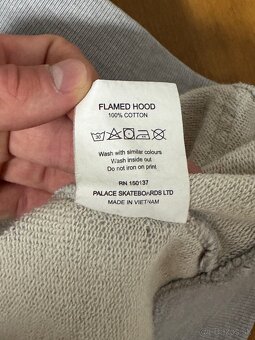 FLAMED HOOD
100% COTTON
Wash with similar colours
Wash inside out
Do not iron on print
RN 150137
PALACE SKATEBOARDS LTD
MADE IN VIETNAM